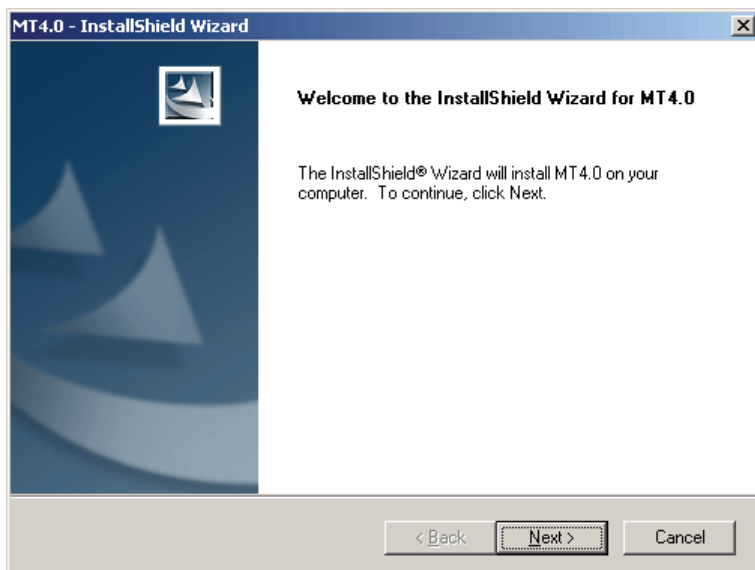 MT4.0 - InstallShield Wizard
Welcome to the InstallShield Wizard for MT4.0
The InstallShield® Wizard will install MT4.0 on your
computer. To continue, click Next.
< Back
Next >
Cancel